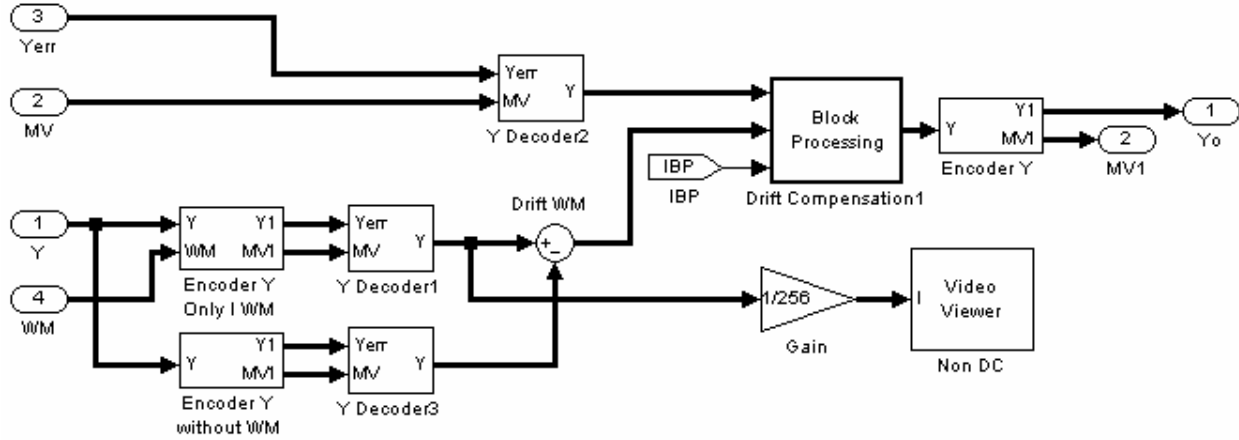 3
Yerr
Yerr
Y
MV
Y Decoder2
2
MV
Block
Processing
Drift Compensation1
IBP
IBP
Y
Y1
MV1
Encoder Y
1
Yo
2
MV1
1
Y
4
WM
Y
WM
Y1
MV1
Encoder Y
Only I WM
Yerr
MV
Y
Y Decoder1
Drift WM
+
−
Y
Y1
MV1
Encoder Y
without WM
Yerr
MV
Y
Y Decoder3
1/256
Gain
I
Video
Viewer
Non DC